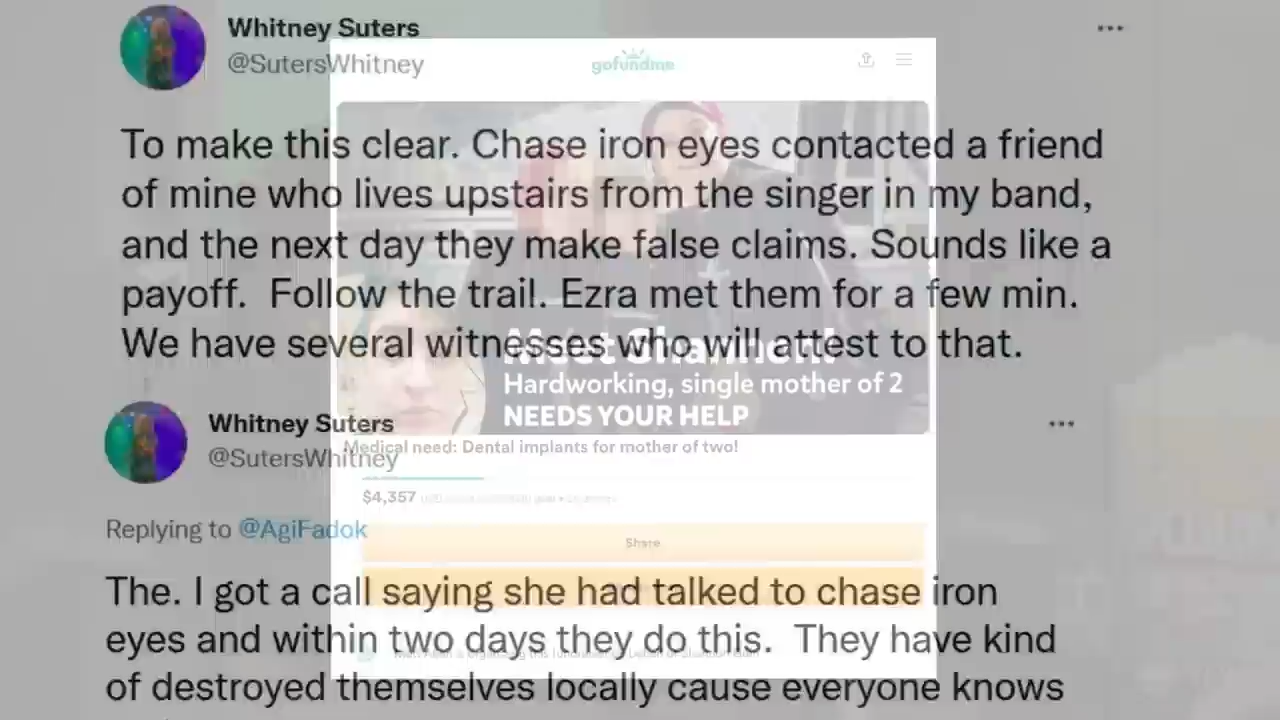 Whitney Suters
@SutersWhitney
To make this clear. Chase iron eyes contacted a friend
of mine who lives upstairs from the singer in my band,
and the next day they make false claims. Sounds like a
payoff. Follow the trail. Ezra met them for a few min.
We have several witnesses who will attest to that.
Whitney Suters
@SutersWhitney
Replying to @AgiFadok
The. I got a call saying she had talked to chase iron
eyes and within two days they do this. They have kind
of destroyed themselves locally cause everyone knows
gofundme
Meet Shannon!
Hardworking, single mother of 2
NEEDS YOUR HELP
Medical need: Dental implants for mother of two!
$4,357
Share